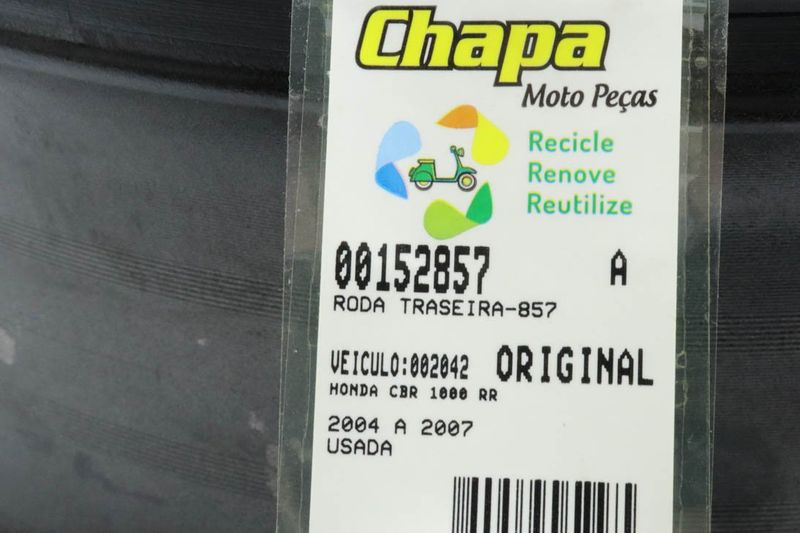 Chapa
Moto Peças
Recicle
Renove
Reutilize
00152857 A
RODA TRASEIRA-857
VEICULO:002042 ORIGINAL
HONDA CBR 1000 RR
2004 A 2007
USADA